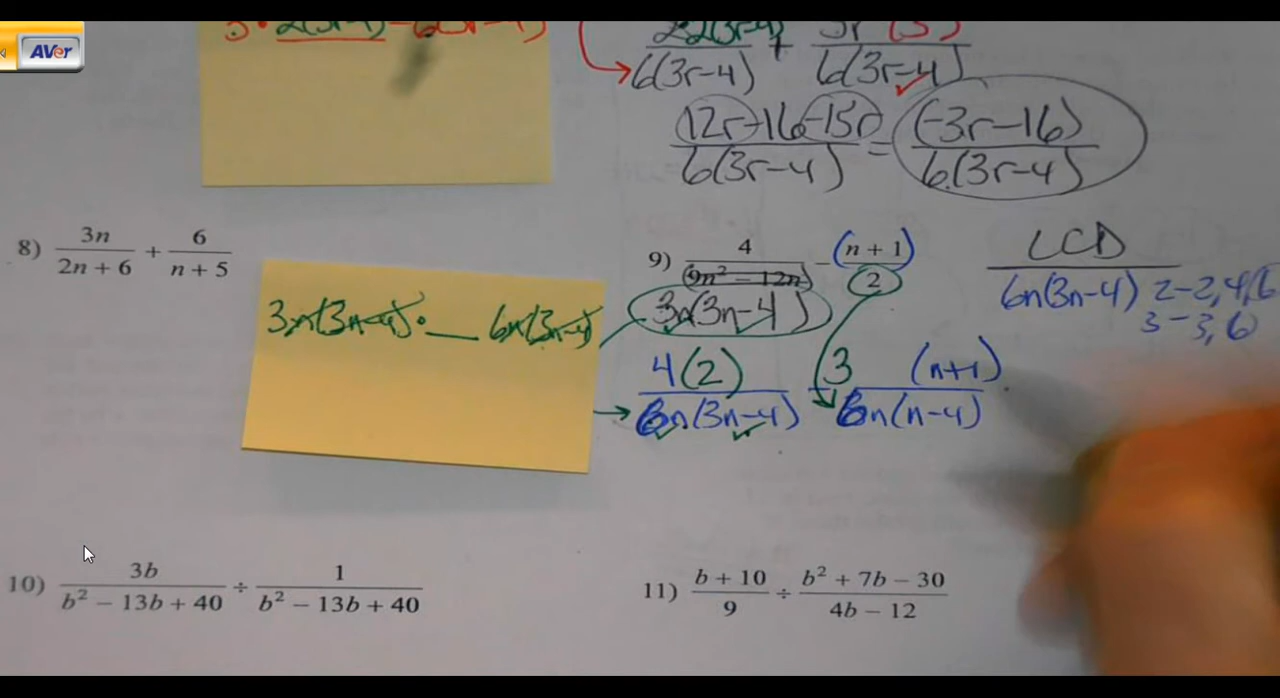 AVer
6(3r-4) 6(3r-4)
12r-16-15r = (-3r-16)
6(3r-4) 6(3r-4)
8) 3n + 6
2n + 6 n + 5
9) 4 - (n + 1)
(9n² - 12n) 2
3n(3n-4)
LCD
6n(3n-4) 2-2,4,6
3-3,6
3n(3n-4)· __ 6n(3n-4)
4(2) - 3 (n+1)
6n(3n-4) 6n(n-4)
10) 3b ÷ 1
b² - 13b + 40 b² - 13b + 40
11) b + 10 ÷ b² + 7b - 30
9 4b - 12